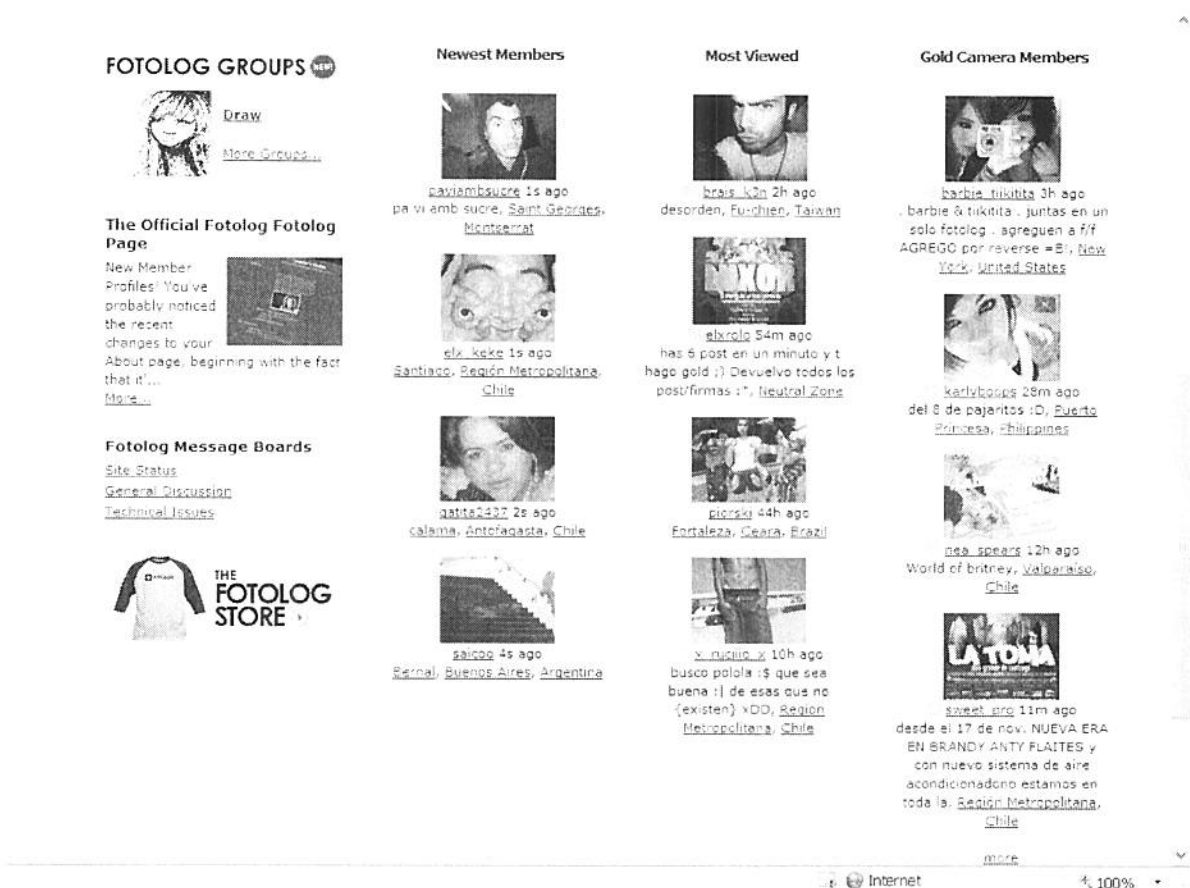 FOTOLOG GROUPS NEW!
Draw
More Groups...
The Official Fotolog Fotolog
Page
New Member
Profiles! You've
probably noticed
the recent
changes to your
About page, beginning with the fact
that it'...
More...
Fotolog Message Boards
Site Status
General Discussion
Technical Issues
THE
FOTOLOG
STORE
Newest Members
paviambsucre 1s ago
pa vi amb sucre, Saint Georges,
Montserrat
elx_keke 1s ago
Santiago, Región Metropolitana,
Chile
gatita2437 2s ago
calama, Antofagasta, Chile
saicoo 4s ago
Bernal, Buenos Aires, Argentina
Most Viewed
brais_k3n 2h ago
desorden, Fu-chien, Taiwan
elxrolo 54m ago
has 6 post en un minuto y t
hago gold ;) Devuelvo todos los
post/firmas :*, Neutral Zone
piorski 44h ago
Fortaleza, Ceara, Brazil
x_rucilio_x 10h ago
busco polola :$ que sea
buena :| de esas que no
{existen} xDD, Region
Metropolitana, Chile
Gold Camera Members
barbie_tiikitita 3h ago
. barbie & tiikitita . juntas en un
solo fotolog . agreguen a f/f
AGREGO por reverse =B!, New
York, United States
karlyboops 28m ago
del 8 de pajaritos :D, Puerto
Princesa, Philippines
nea_spears 12h ago
World of britney, Valparaiso,
Chile
LA TOMA
sweet_pro 11m ago
desde el 17 de nov. NUEVA ERA
EN BRANDY ANTY FLAITES y
con nuevo sistema de aire
acondicionadono estamos en
toda la, Región Metropolitana,
Chile
more
Internet
100%